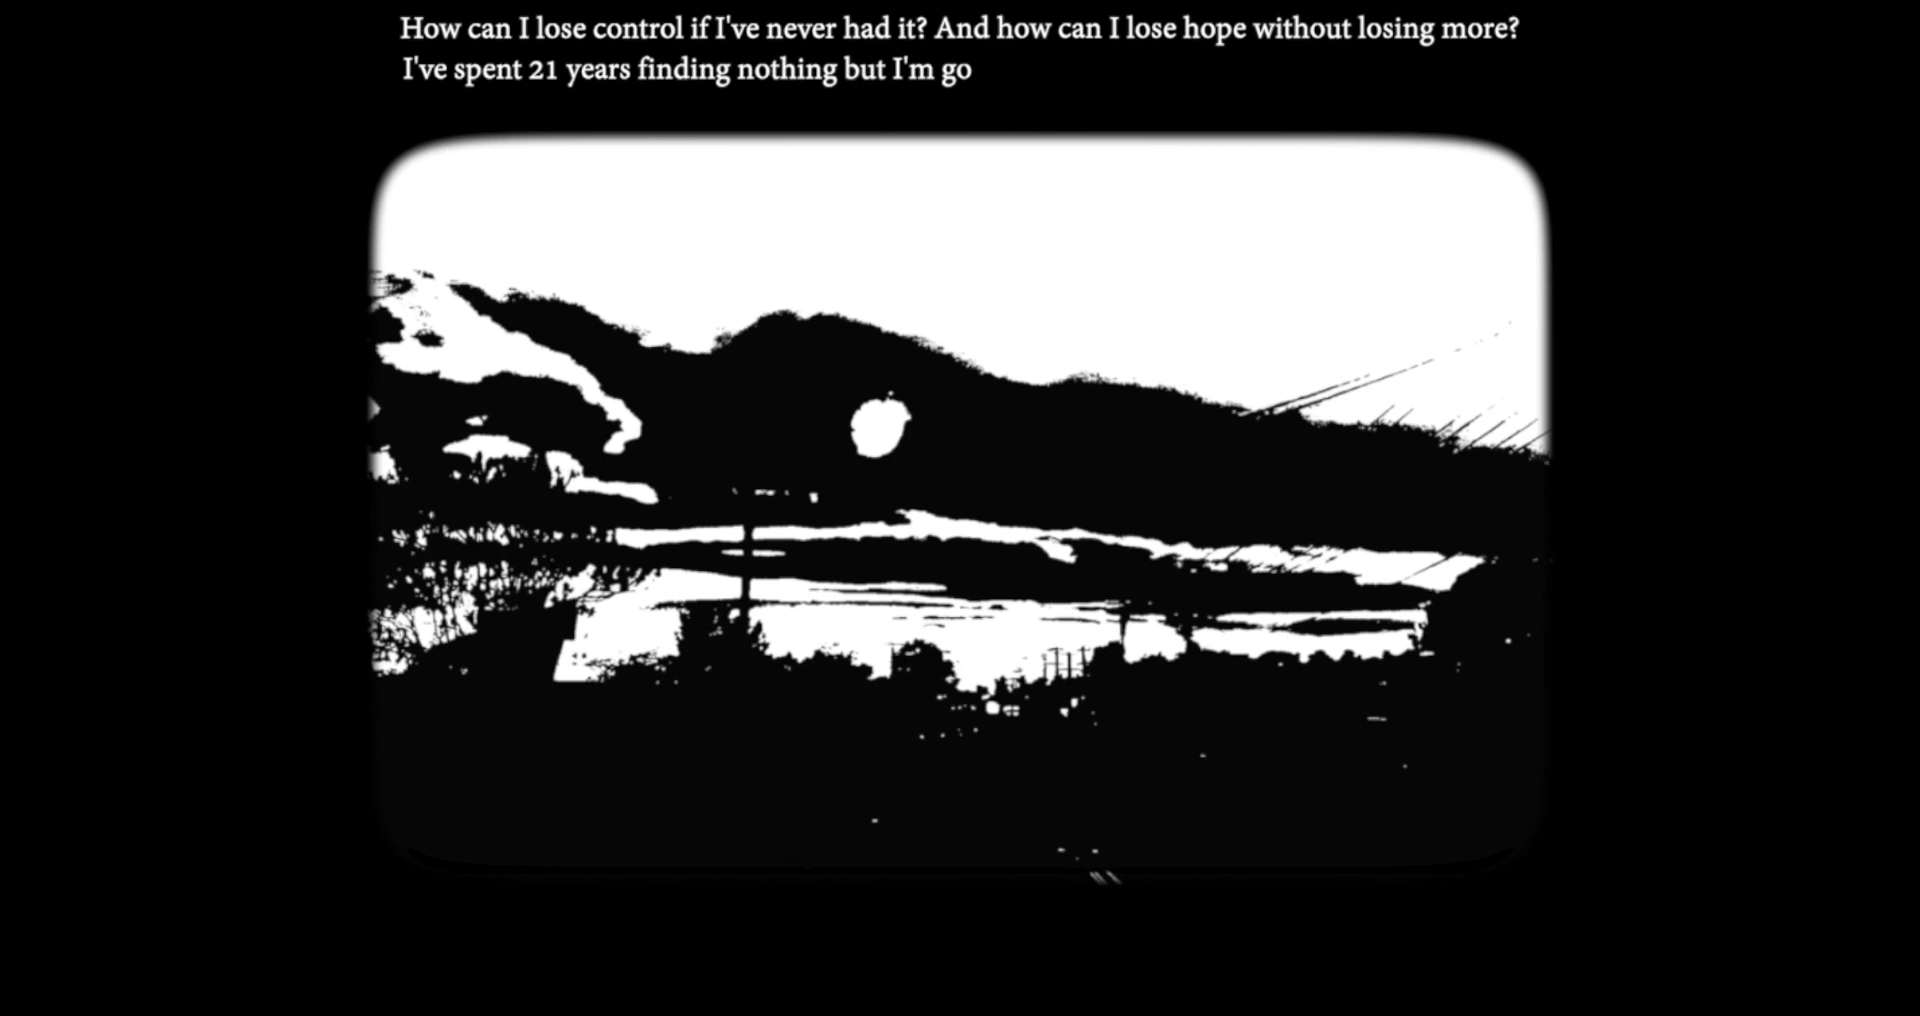 How can I lose control if I've never had it? And how can I lose hope without losing more?
I've spent 21 years finding nothing but I'm go